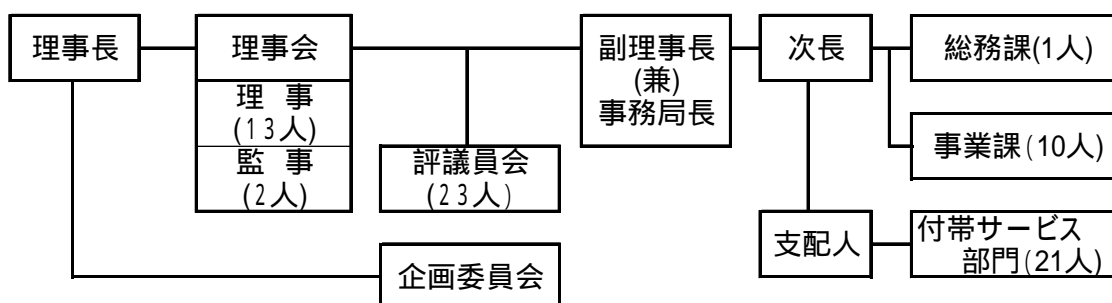 理事長
理事会
理 事
(13人)
監 事
(2人)
評議員会
(23人)
企画委員会
副理事長
(兼)
事務局長
次長
総務課(1人)
事業課(10人)
支配人
付帯サービス
部門(21人)